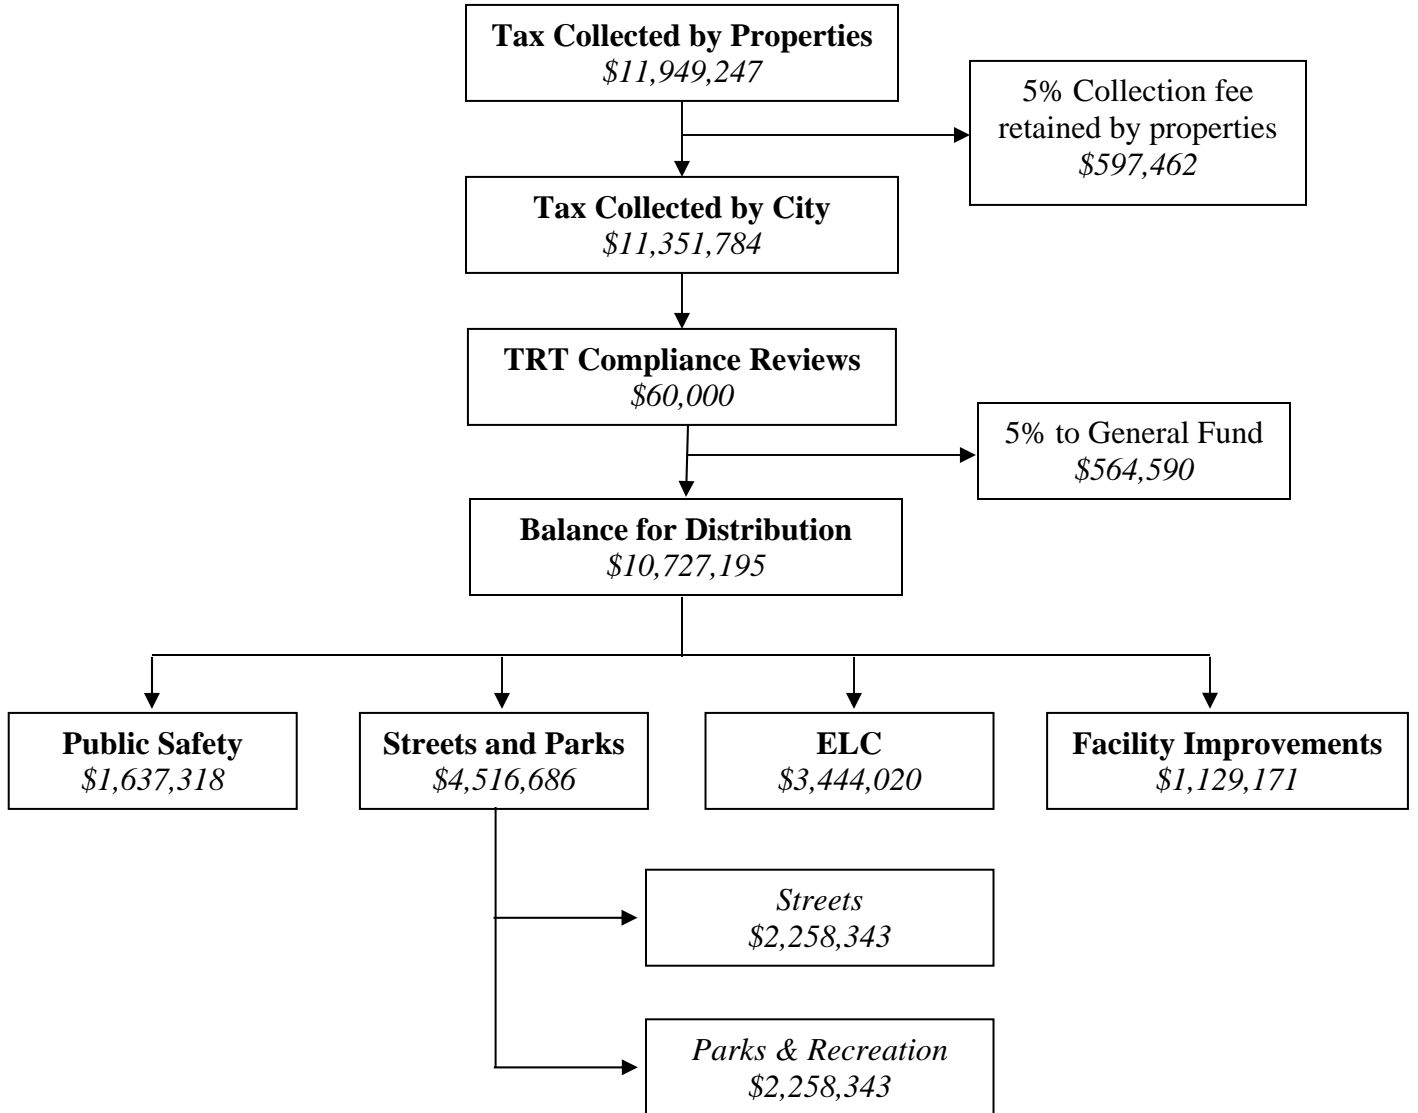 Tax Collected by Properties
$11,949,247
5% Collection fee
retained by properties
$597,462
Tax Collected by City
$11,351,784
TRT Compliance Reviews
$60,000
5% to General Fund
$564,590
Balance for Distribution
$10,727,195
Public Safety
$1,637,318
Streets and Parks
$4,516,686
ELC
$3,444,020
Facility Improvements
$1,129,171
Streets
$2,258,343
Parks & Recreation
$2,258,343